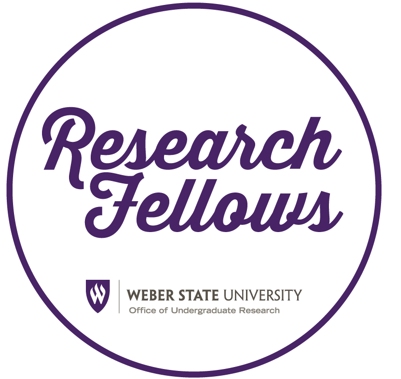 Research
Fellows
W
WEBER STATE UNIVERSITY
Office of Undergraduate Research